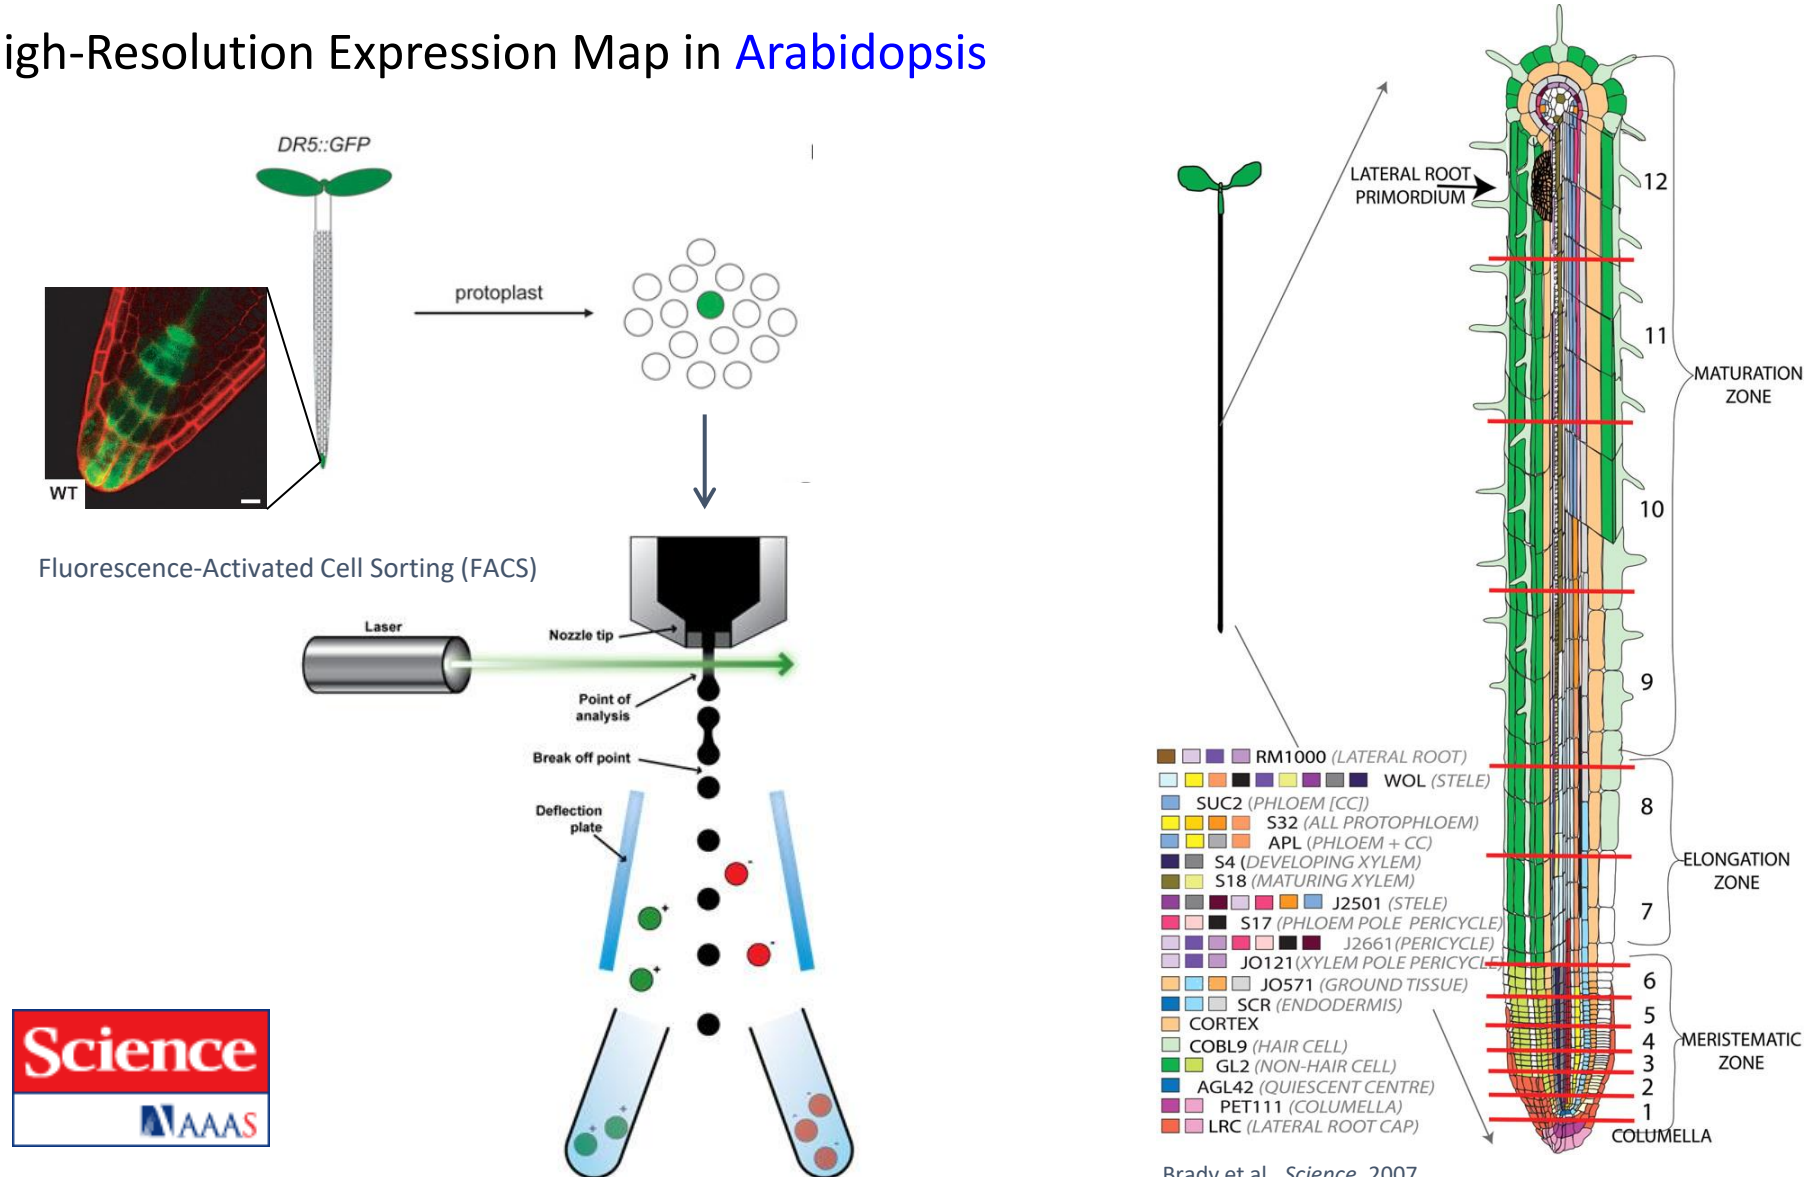 igh-Resolution Expression Map in Arabidopsis
DR5::GFP
protoplast
WT
Fluorescence-Activated Cell Sorting (FACS)
Laser
Nozzle tip
Point of
analysis
Break off point
Deflection
plate
+
+
-
-
+
+
-
-
-
Science
AAAS
LATERAL ROOT
PRIMORDIUM
12
11
10
9
8
7
6
5
4
3
2
1
MATURATION
ZONE
ELONGATION
ZONE
MERISTEMATIC
ZONE
COLUMELLA
RM1000 (LATERAL ROOT)
WOL (STELE)
SUC2 (PHLOEM [CC])
S32 (ALL PROTOPHLOEM)
APL (PHLOEM + CC)
S4 (DEVELOPING XYLEM)
S18 (MATURING XYLEM)
J2501 (STELE)
S17 (PHLOEM POLE PERICYCLE)
J2661(PERICYCLE)
JO121(XYLEM POLE PERICYCLE)
JO571 (GROUND TISSUE)
SCR (ENDODERMIS)
CORTEX
COBL9 (HAIR CELL)
GL2 (NON-HAIR CELL)
AGL42 (QUIESCENT CENTRE)
PET111 (COLUMELLA)
LRC (LATERAL ROOT CAP)
Brady et al., Science, 2007